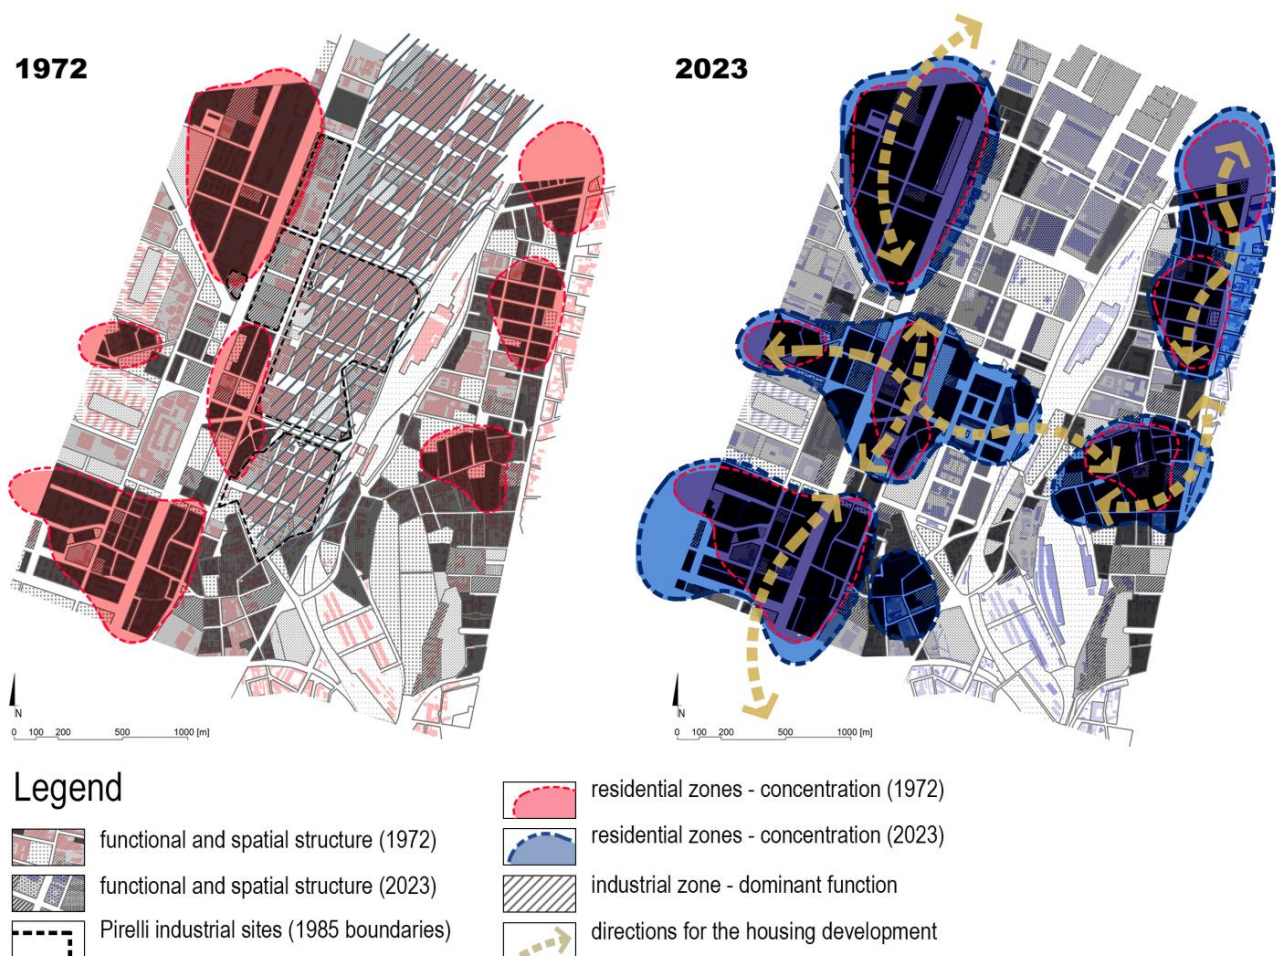 1972
2023
N
0 100 200 500 1000 [m]
N
0 100 200 500 1000 [m]
Legend
functional and spatial structure (1972)
functional and spatial structure (2023)
Pirelli industrial sites (1985 boundaries)
residential zones - concentration (1972)
residential zones - concentration (2023)
industrial zone - dominant function
directions for the housing development